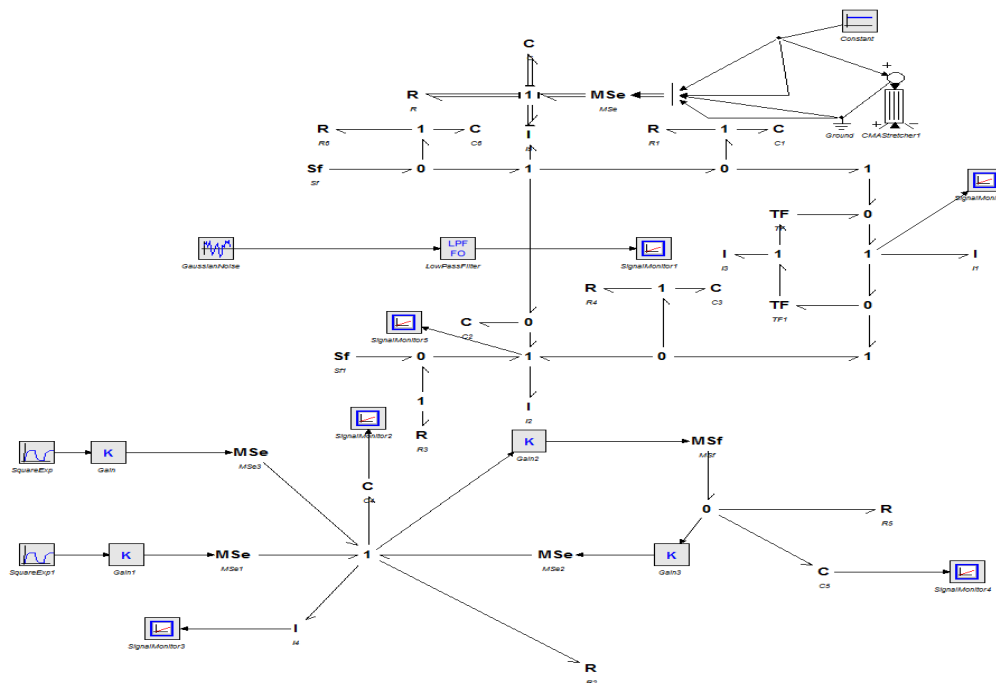 C
Constant
+
R MSe
R MSe
1
I
Ground CMAStretcher1
+ −
R 1 C R 1 C
R6 C6 R1 C1
Sf 0 1 0 1
Sf
SignalMonit
TF 0
LPF
FO
GaussianNoise LowPassFilter SignalMonitor1
I 1 1 I
I3 I1
R 1 C
R4 C3
TF 0
TF1
C 0
C2
SignalMonitor5
Sf 0 1 0 1
Sf1
1 I
I2
SignalMonitor2
R
R3
K MSf
Gain2 MSf
K MSe
SquareExp Gain MSe3
C
0 R
R5
K MSe 1 MSe K
SquareExp1 Gain1 MSe1 MSe2 Gain3
C
C5 SignalMonitor4
I
SignalMonitor3 I4
R